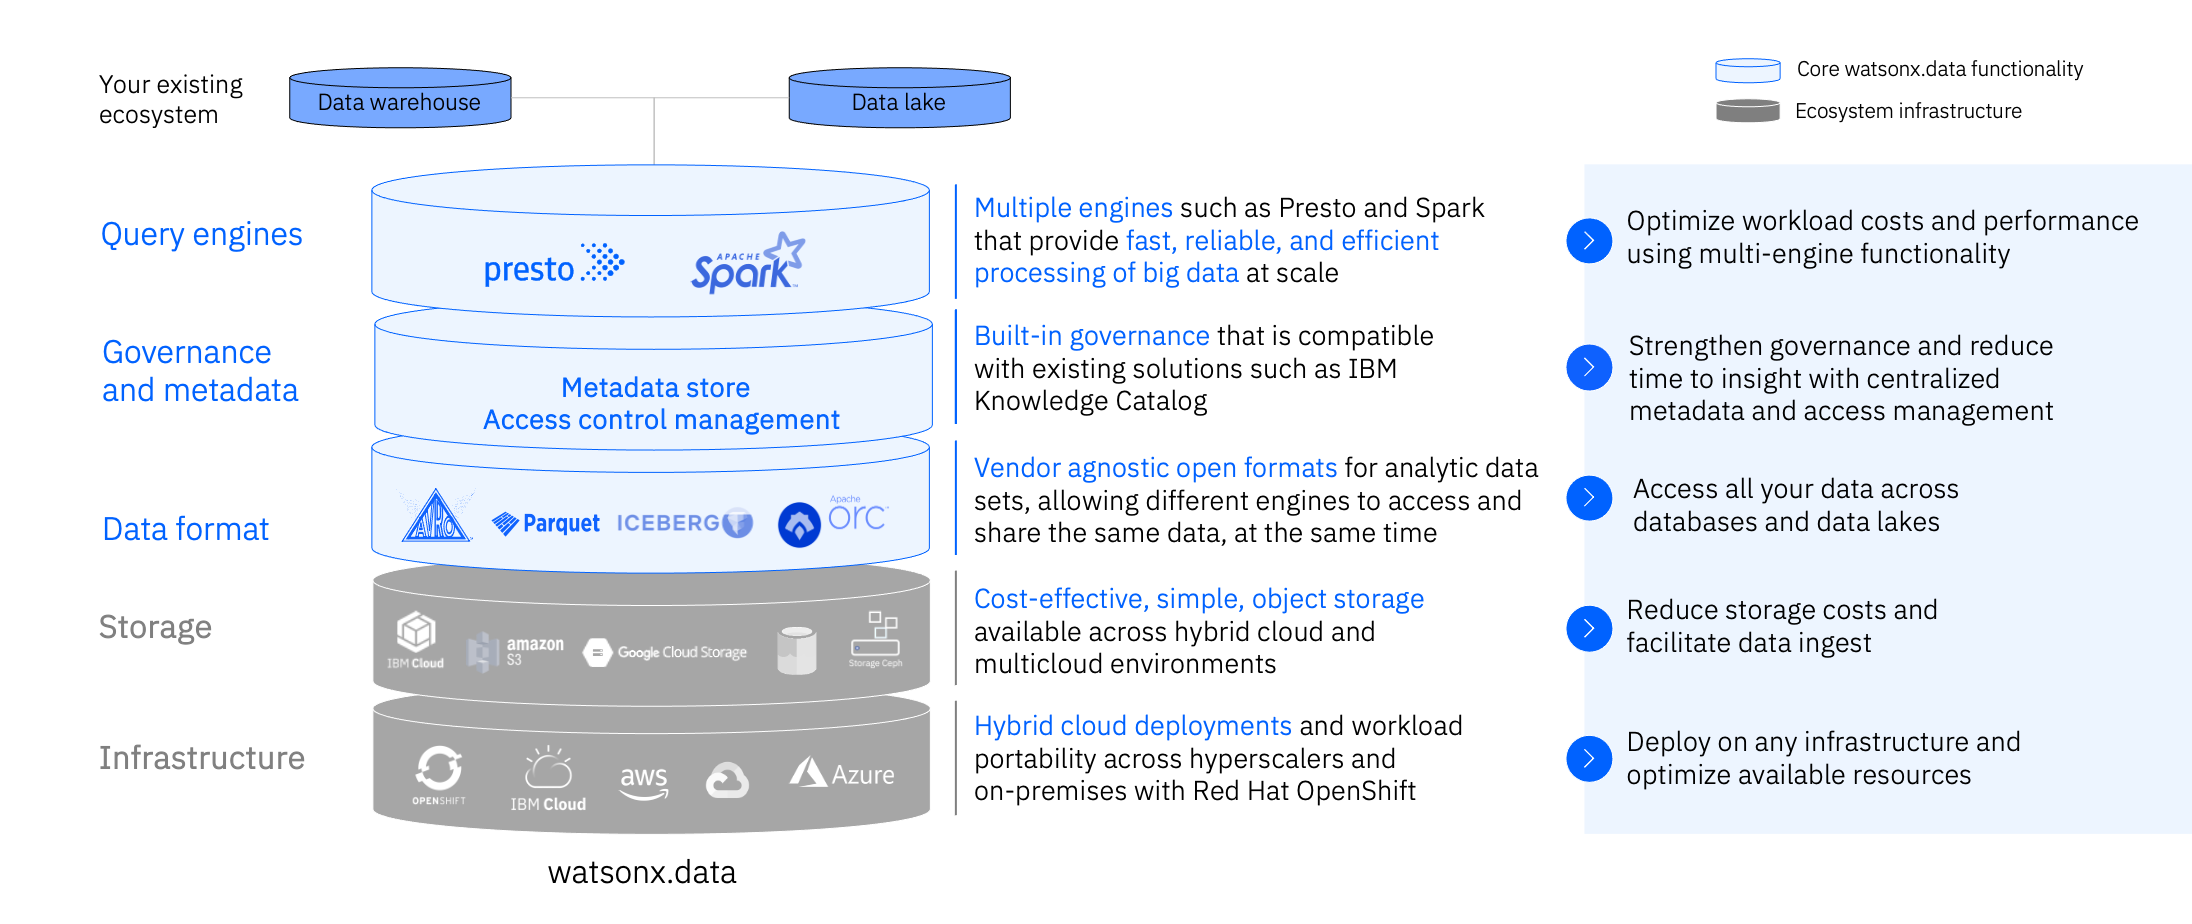 Your existing
ecosystem
Data warehouse
Data lake
Core watsonx.data functionality
Ecosystem infrastructure
Query engines
presto
APACHE
Spark™
Multiple engines such as Presto and Spark
that provide fast, reliable, and efficient
processing of big data at scale
Optimize workload costs and performance
using multi-engine functionality
Governance
and metadata
Metadata store
Access control management
Built-in governance that is compatible
with existing solutions such as IBM
Knowledge Catalog
Strengthen governance and reduce
time to insight with centralized
metadata and access management
Data format
AVRO
Parquet
ICEBERG
Apache
orc
Vendor agnostic open formats for analytic data
sets, allowing different engines to access and
share the same data, at the same time
Access all your data across
databases and data lakes
Storage
IBM Cloud
amazon
S3
Google Cloud Storage
Storage Ceph
Cost-effective, simple, object storage
available across hybrid cloud and
multicloud environments
Reduce storage costs and
facilitate data ingest
Infrastructure
OPENSHIFT
IBM Cloud
aws
Azure
Hybrid cloud deployments and workload
portability across hyperscalers and
on-premises with Red Hat OpenShift
Deploy on any infrastructure and
optimize available resources
watsonx.data